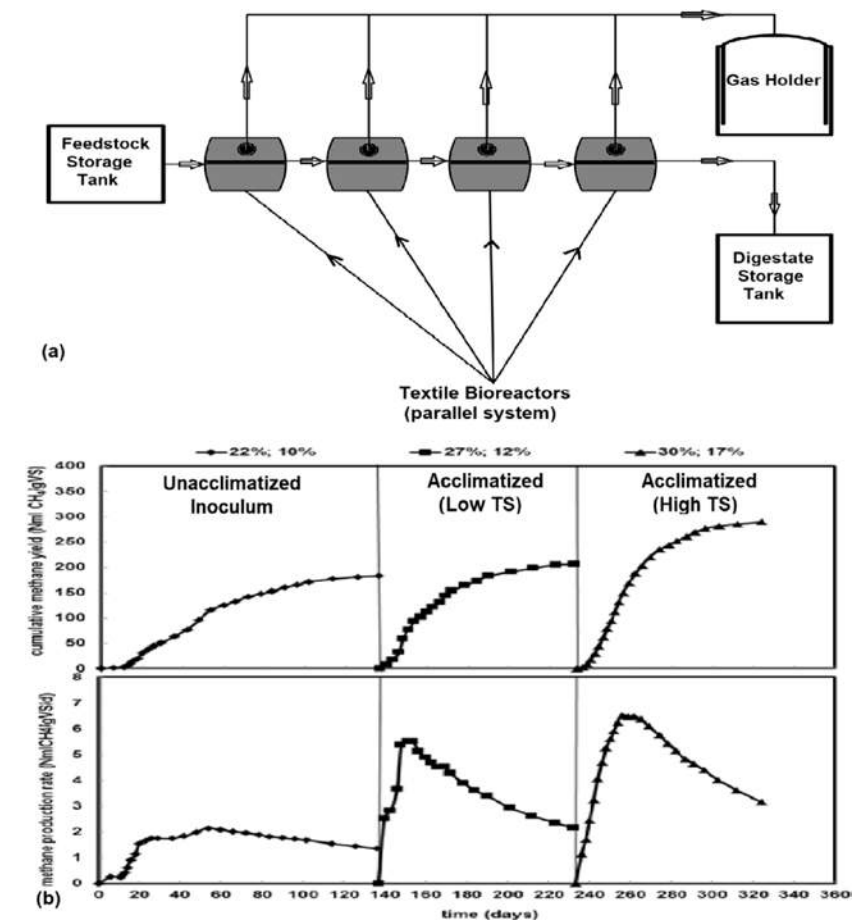 Gas Holder
Feedstock
Storage
Tank
Digestate
Storage
Tank
(a)
Textile Bioreactors
(parallel system)
22%; 10%
27%; 12%
30%; 17%
400
350
300
250
200
150
100
50
0
cumulative methane yield (Nml CH₄/gVS)
Unacclimatized
Inoculum
Acclimatized
(Low TS)
Acclimatized
(High TS)
8
7
6
5
4
3
2
1
0
methane production rate (NmlCH4/gVS/d)
0 20 40 60 80 100 120 140 160 180 200 220 240 260 280 300 320 340 360
(b)
time (days)